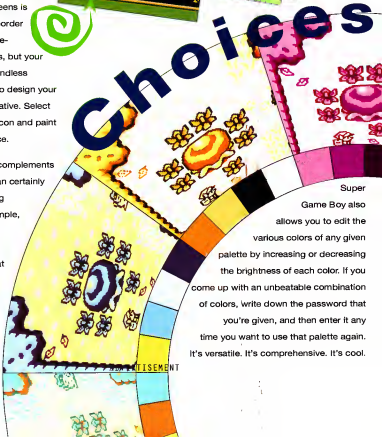 eens is
order
e-
s, but your
ndless
o design your
ative. Select
con and paint
se.
complements
n certainly
g
mple,
at
Choices
Super
Game Boy also
allows you to edit the
various colors of any given
palette by increasing or decreasing
the brightness of each color. If you
come up with an unbeatable combination
of colors, write down the password that
you're given, and then enter it any
time you want to use that palette again.
It's versatile. It's comprehensive. It's cool.
TISEMENT